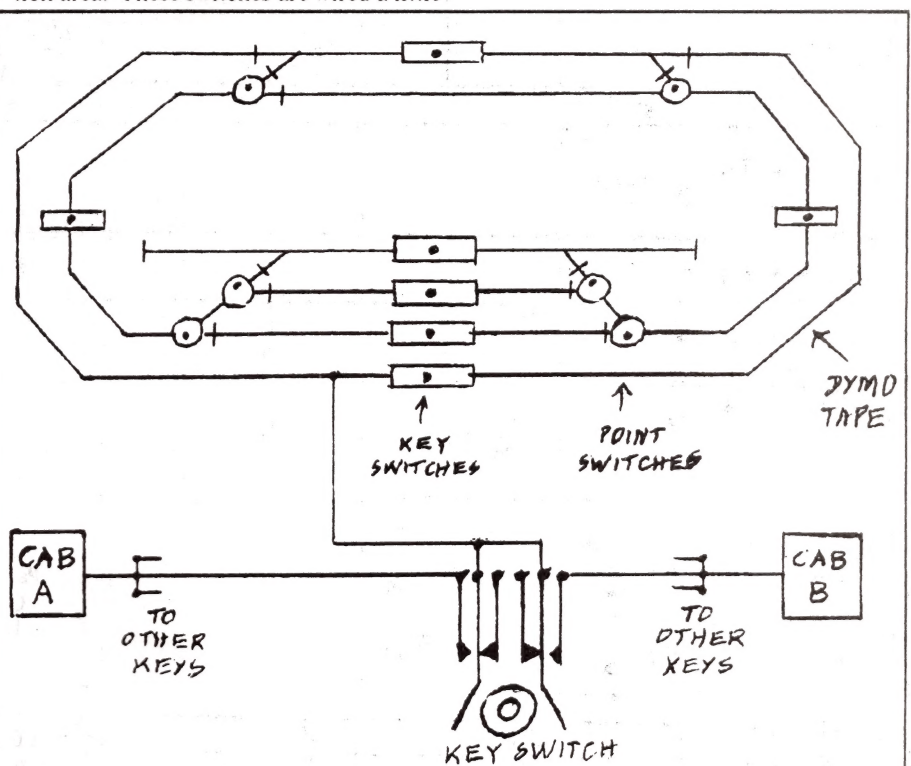 KEY
SWITCHES
POINT
SWITCHES
DYMO
TAPE
CAB
A
TO
OTHER
KEYS
TO
OTHER
KEYS
CAB
B
KEY SWITCH